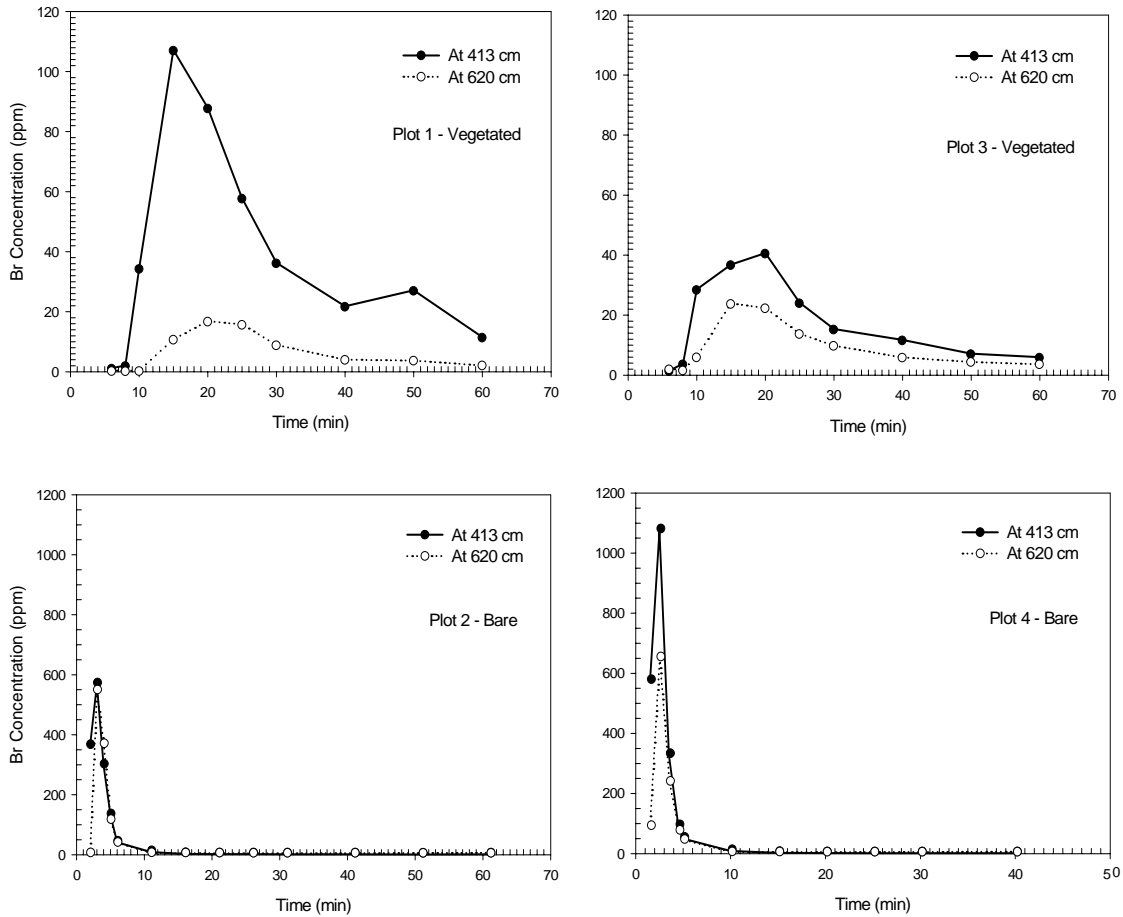 120
100
80
60
40
20
0
Br Concentration (ppm)
At 413 cm
At 620 cm
Plot 1 - Vegetated
0 10 20 30 40 50 60 70
Time (min)
120
100
80
60
40
20
0
At 413 cm
At 620 cm
Plot 3 - Vegetated
0 10 20 30 40 50 60 70
Time (min)
1200
1000
800
600
400
200
0
Br Concentration (ppm)
At 413 cm
At 620 cm
Plot 2 - Bare
0 10 20 30 40 50 60 70
Time (min)
1200
1000
800
600
400
200
0
At 413 cm
At 620 cm
Plot 4 - Bare
0 10 20 30 40 50
Time (min)